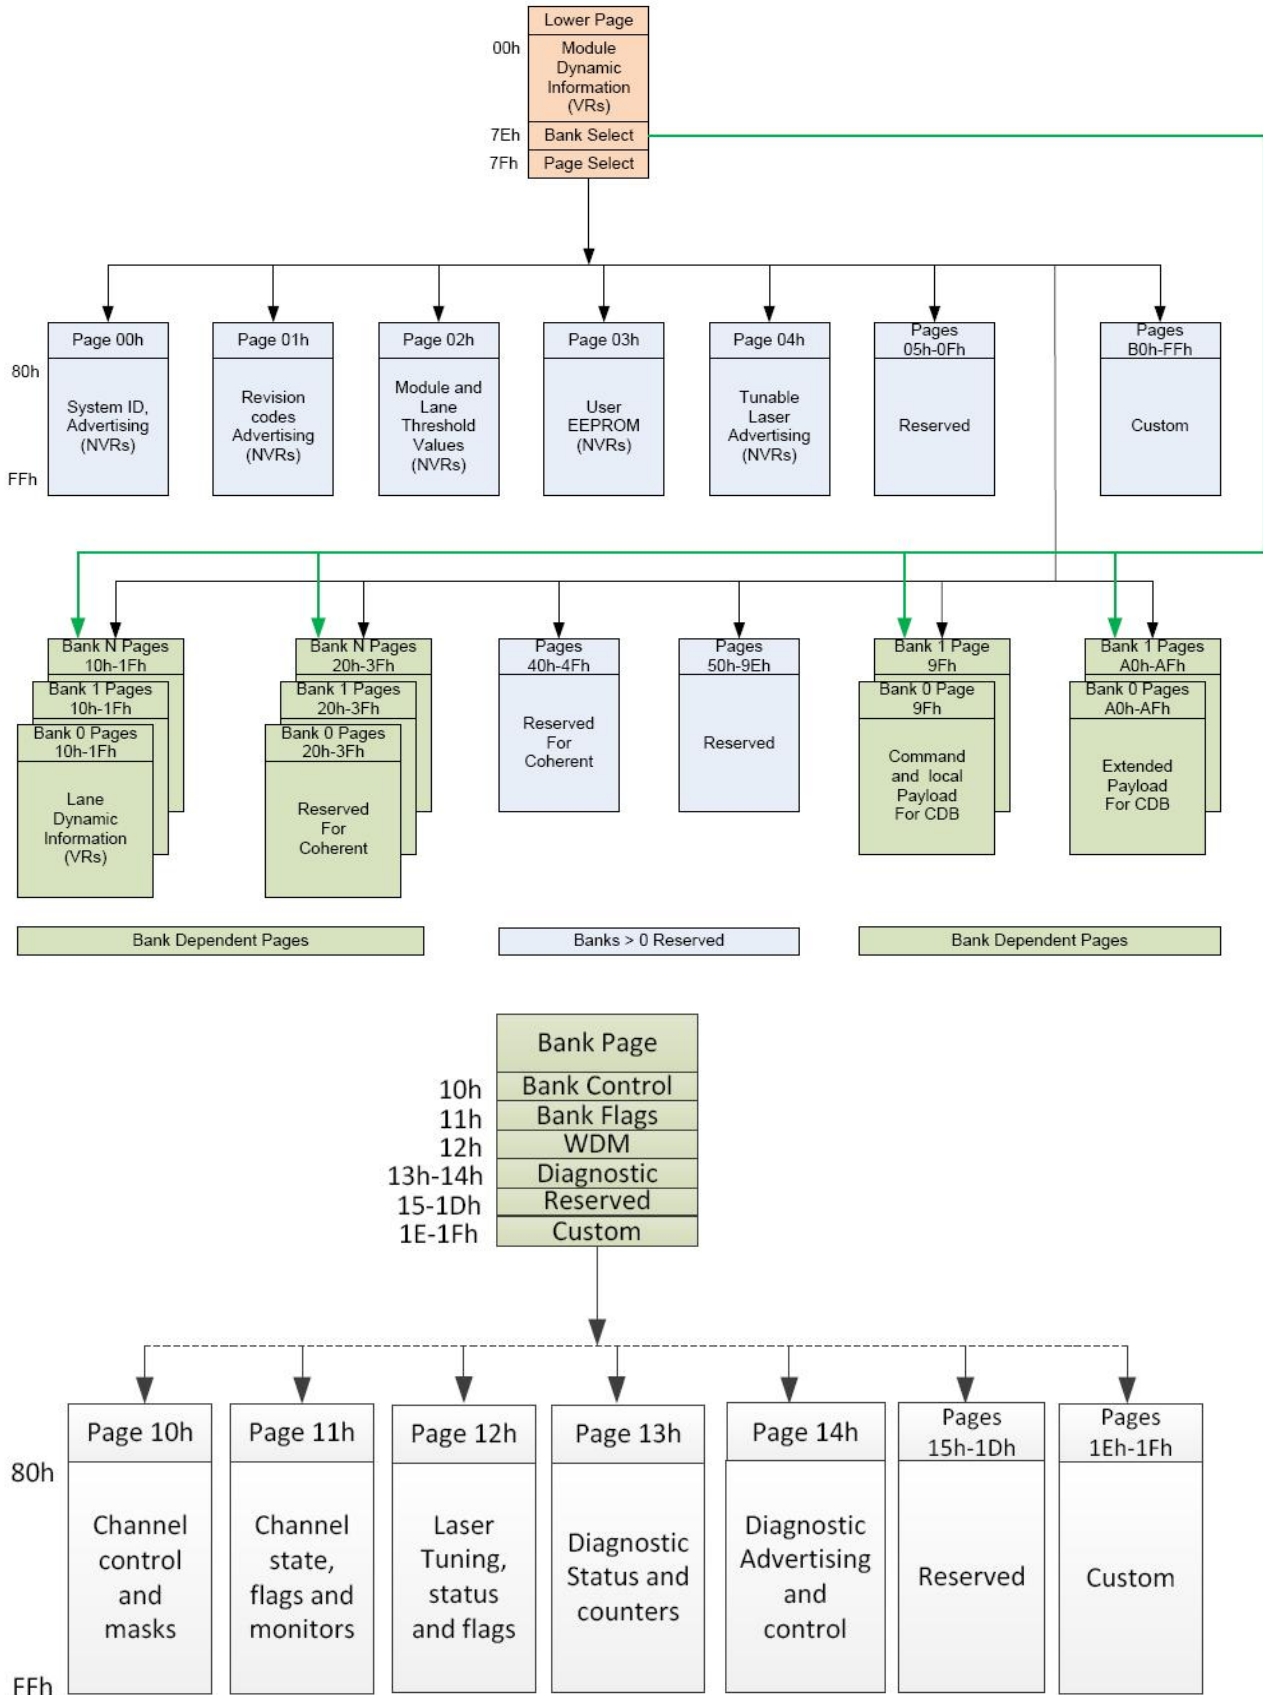 Lower Page
00h
Module
Dynamic
Information
(VRs)
7Eh
Bank Select
7Fh
Page Select
Page 00h
Page 01h
Page 02h
Page 03h
Page 04h
Pages
05h-0Fh
Pages
B0h-FFh
80h
System ID,
Advertising
(NVRs)
Revision
codes
Advertising
(NVRs)
Module and
Lane
Threshold
Values
(NVRs)
User
EEPROM
(NVRs)
Tunable
Laser
Advertising
(NVRs)
Reserved
Custom
FFh
Bank N Pages
10h-1Fh
Bank 1 Pages
10h-1Fh
Bank 0 Pages
10h-1Fh
Lane
Dynamic
Information
(VRs)
Bank N Pages
20h-3Fh
Bank 1 Pages
20h-3Fh
Bank 0 Pages
20h-3Fh
Reserved
For
Coherent
Pages
40h-4Fh
Reserved
For
Coherent
Pages
50h-9Eh
Reserved
Bank 1 Page
9Fh
Bank 0 Page
9Fh
Command
and local
Payload
For CDB
Bank 1 Pages
A0h-AFh
Bank 0 Pages
A0h-AFh
Extended
Payload
For CDB
Bank Dependent Pages
Banks > 0 Reserved
Bank Dependent Pages
Bank Page
10h
Bank Control
11h
Bank Flags
12h
WDM
13h-14h
Diagnostic
15-1Dh
Reserved
1E-1Fh
Custom
Page 10h
Page 11h
Page 12h
Page 13h
Page 14h
Pages
15h-1Dh
Pages
1Eh-1Fh
80h
Channel
control
and
masks
Channel
state,
flags and
monitors
Laser
Tuning,
status
and flags
Diagnostic
Status and
counters
Diagnostic
Advertising
and
control
Reserved
Custom
FFh